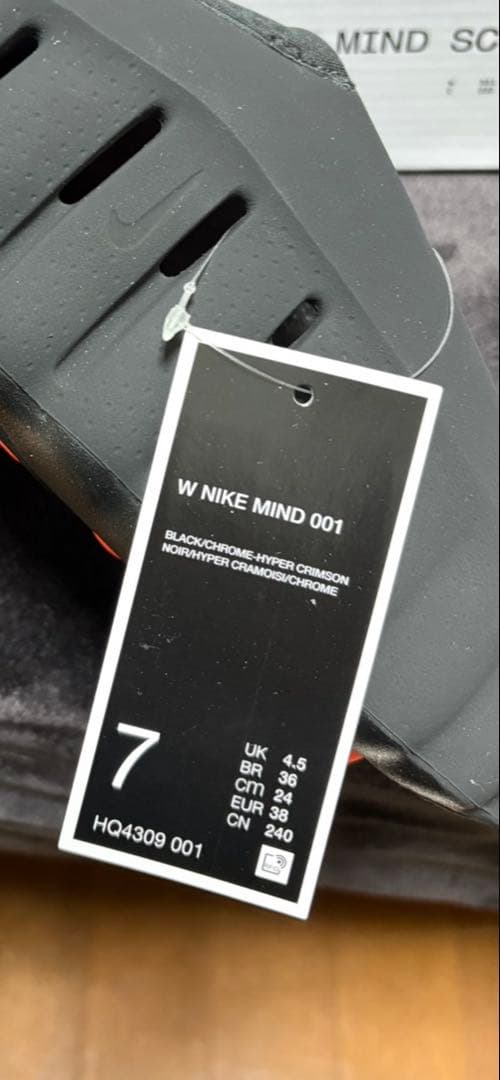 MIND SC
W NIKE MIND 001
BLACK/CHROME-HYPER CRIMSON
NOIR/HYPER CRAMOISI/CHROME
7
UK 4.5
BR 36
cm 24
EUR 38
CN 240
HQ4309 001